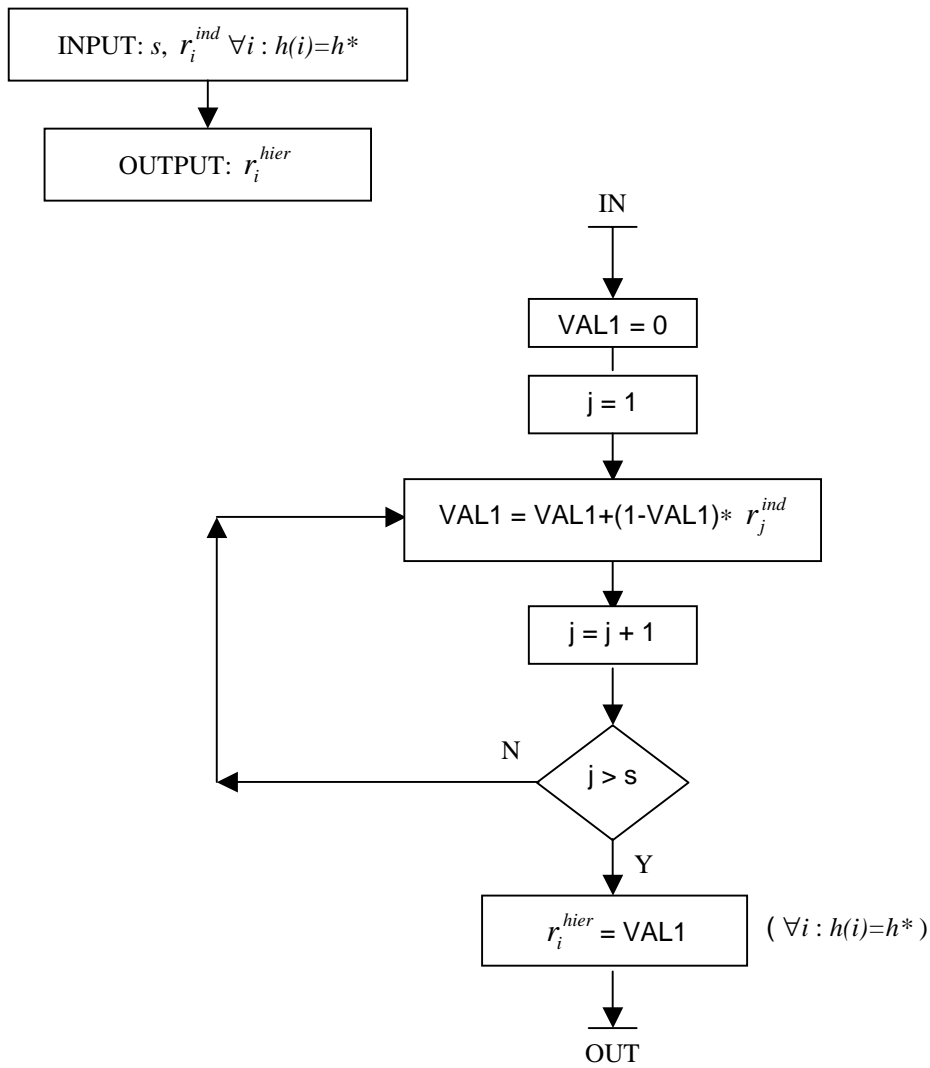 INPUT: s, r_i^{ind} ∀i : h(i)=h*
OUTPUT: r_i^{hier}
IN
VAL1 = 0
j = 1
VAL1 = VAL1+(1-VAL1)* r_j^{ind}
j = j + 1
N
j > s
Y
r_i^{hier} = VAL1 ( ∀i : h(i)=h* )
OUT